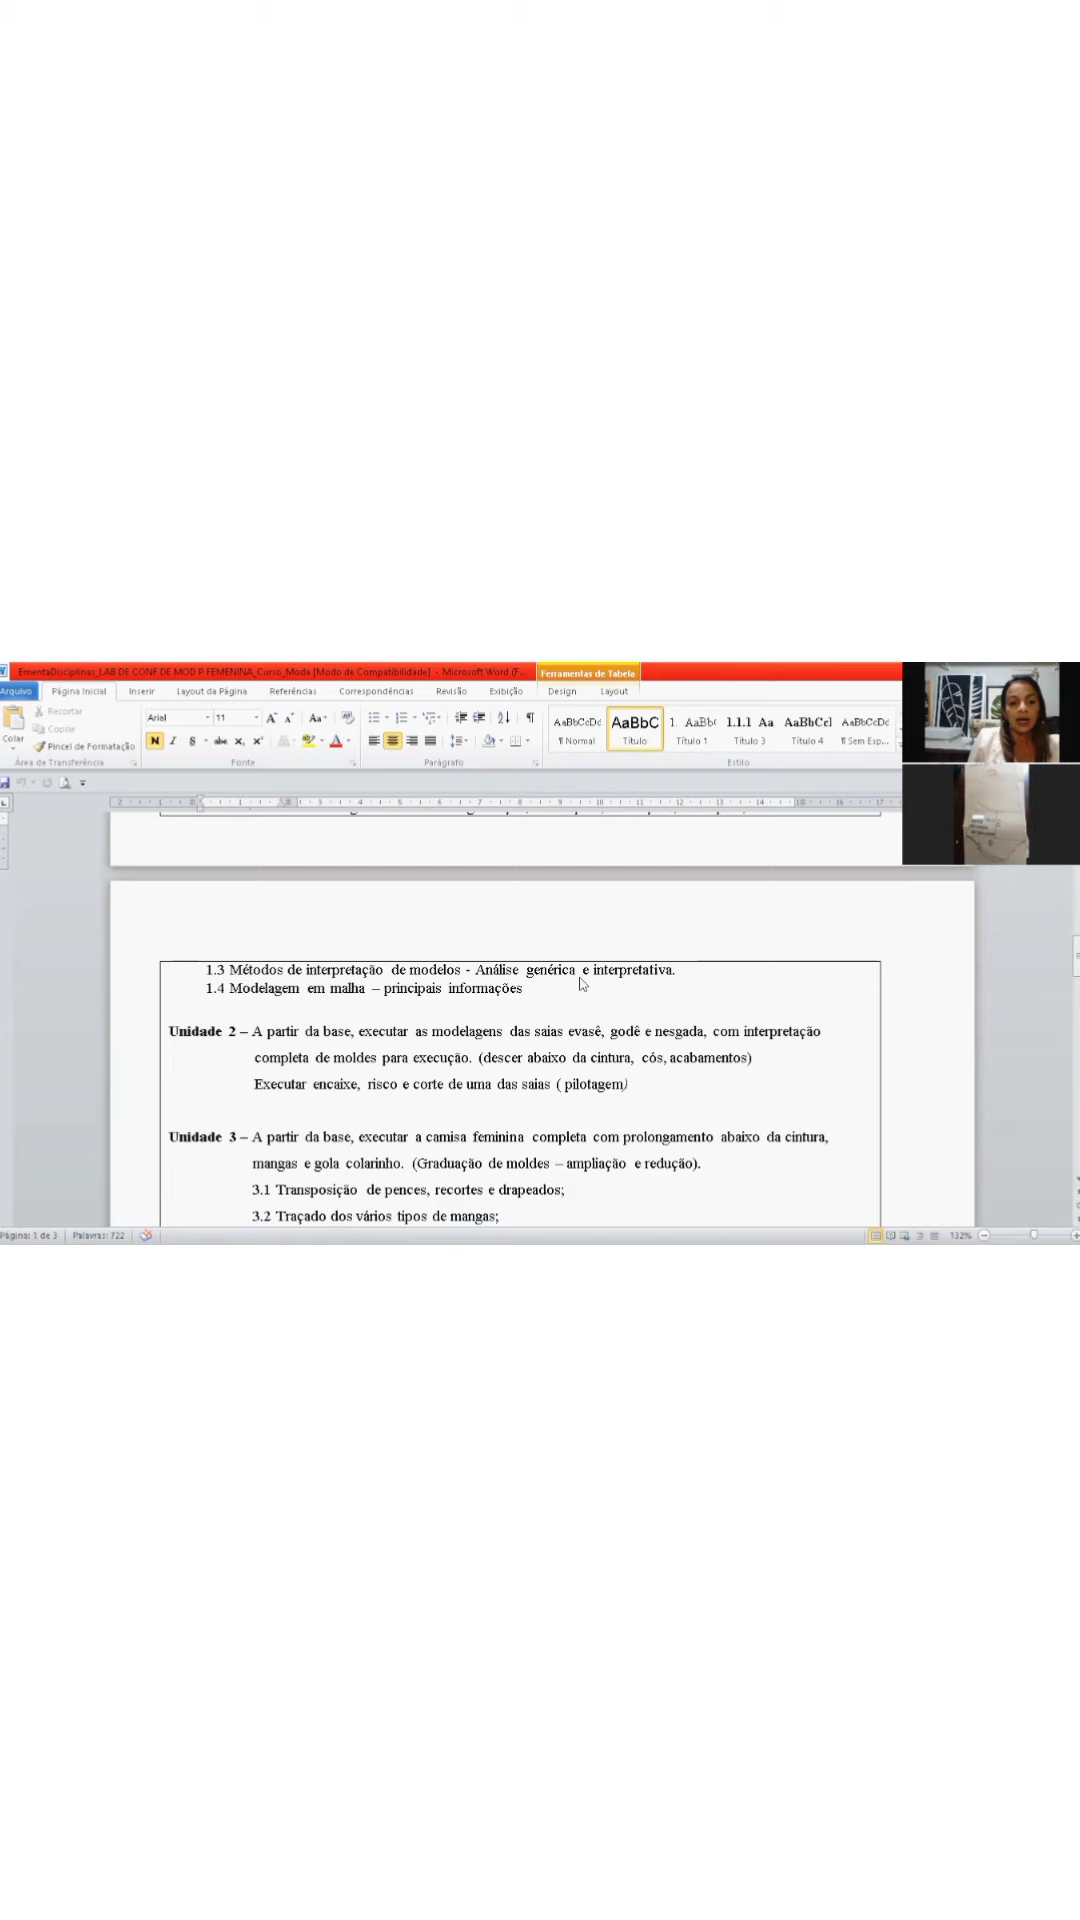 EmentaDisciplinas_LAB DE CONF DE MOD P FEMENINA_Curso_Moda [Modo de Compatibilidade] - Microsoft Word (F...
Ferramentas de Tabela
Arquivo Página Inicial Inserir Layout da Página Referências Correspondências Revisão Exibição Design Layout
Colar
Recortar
Copiar
Pincel de Formatação
Área de Transferência
Arial 11
Fonte
Parágrafo
AaBbCcDc AaBbC 1. AaBb( 1.1.1 Aa AaBbCcl AaBbCcDc
¶ Normal Título Título 1 Título 3 Título 4 ¶ Sem Esp...
Estilo
1.3 Métodos de interpretação de modelos - Análise genérica e interpretativa.
1.4 Modelagem em malha – principais informações
Unidade 2 – A partir da base, executar as modelagens das saias evasê, godê e nesgada, com interpretação
completa de moldes para execução. (descer abaixo da cintura, cós, acabamentos)
Executar encaixe, risco e corte de uma das saias ( pilotagem)
Unidade 3 – A partir da base, executar a camisa feminina completa com prolongamento abaixo da cintura,
mangas e gola colarinho. (Graduação de moldes – ampliação e redução).
3.1 Transposição de pences, recortes e drapeados;
3.2 Traçado dos vários tipos de mangas;
Página: 1 de 3 Palavras: 722 132%